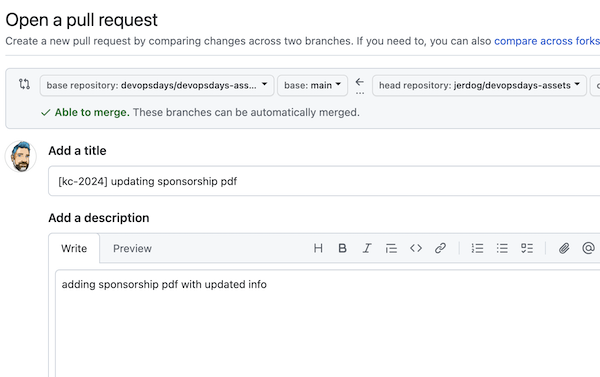 Open a pull request
Create a new pull request by comparing changes across two branches. If you need to, you can also compare across forks
base repository: devopsdays/devopsdays-ass... base: main ← head repository: jerdog/devopsdays-assets
...
Able to merge. These branches can be automatically merged.
Add a title
[kc-2024] updating sponsorship pdf
Add a description
Write Preview H B I
adding sponsorship pdf with updated info